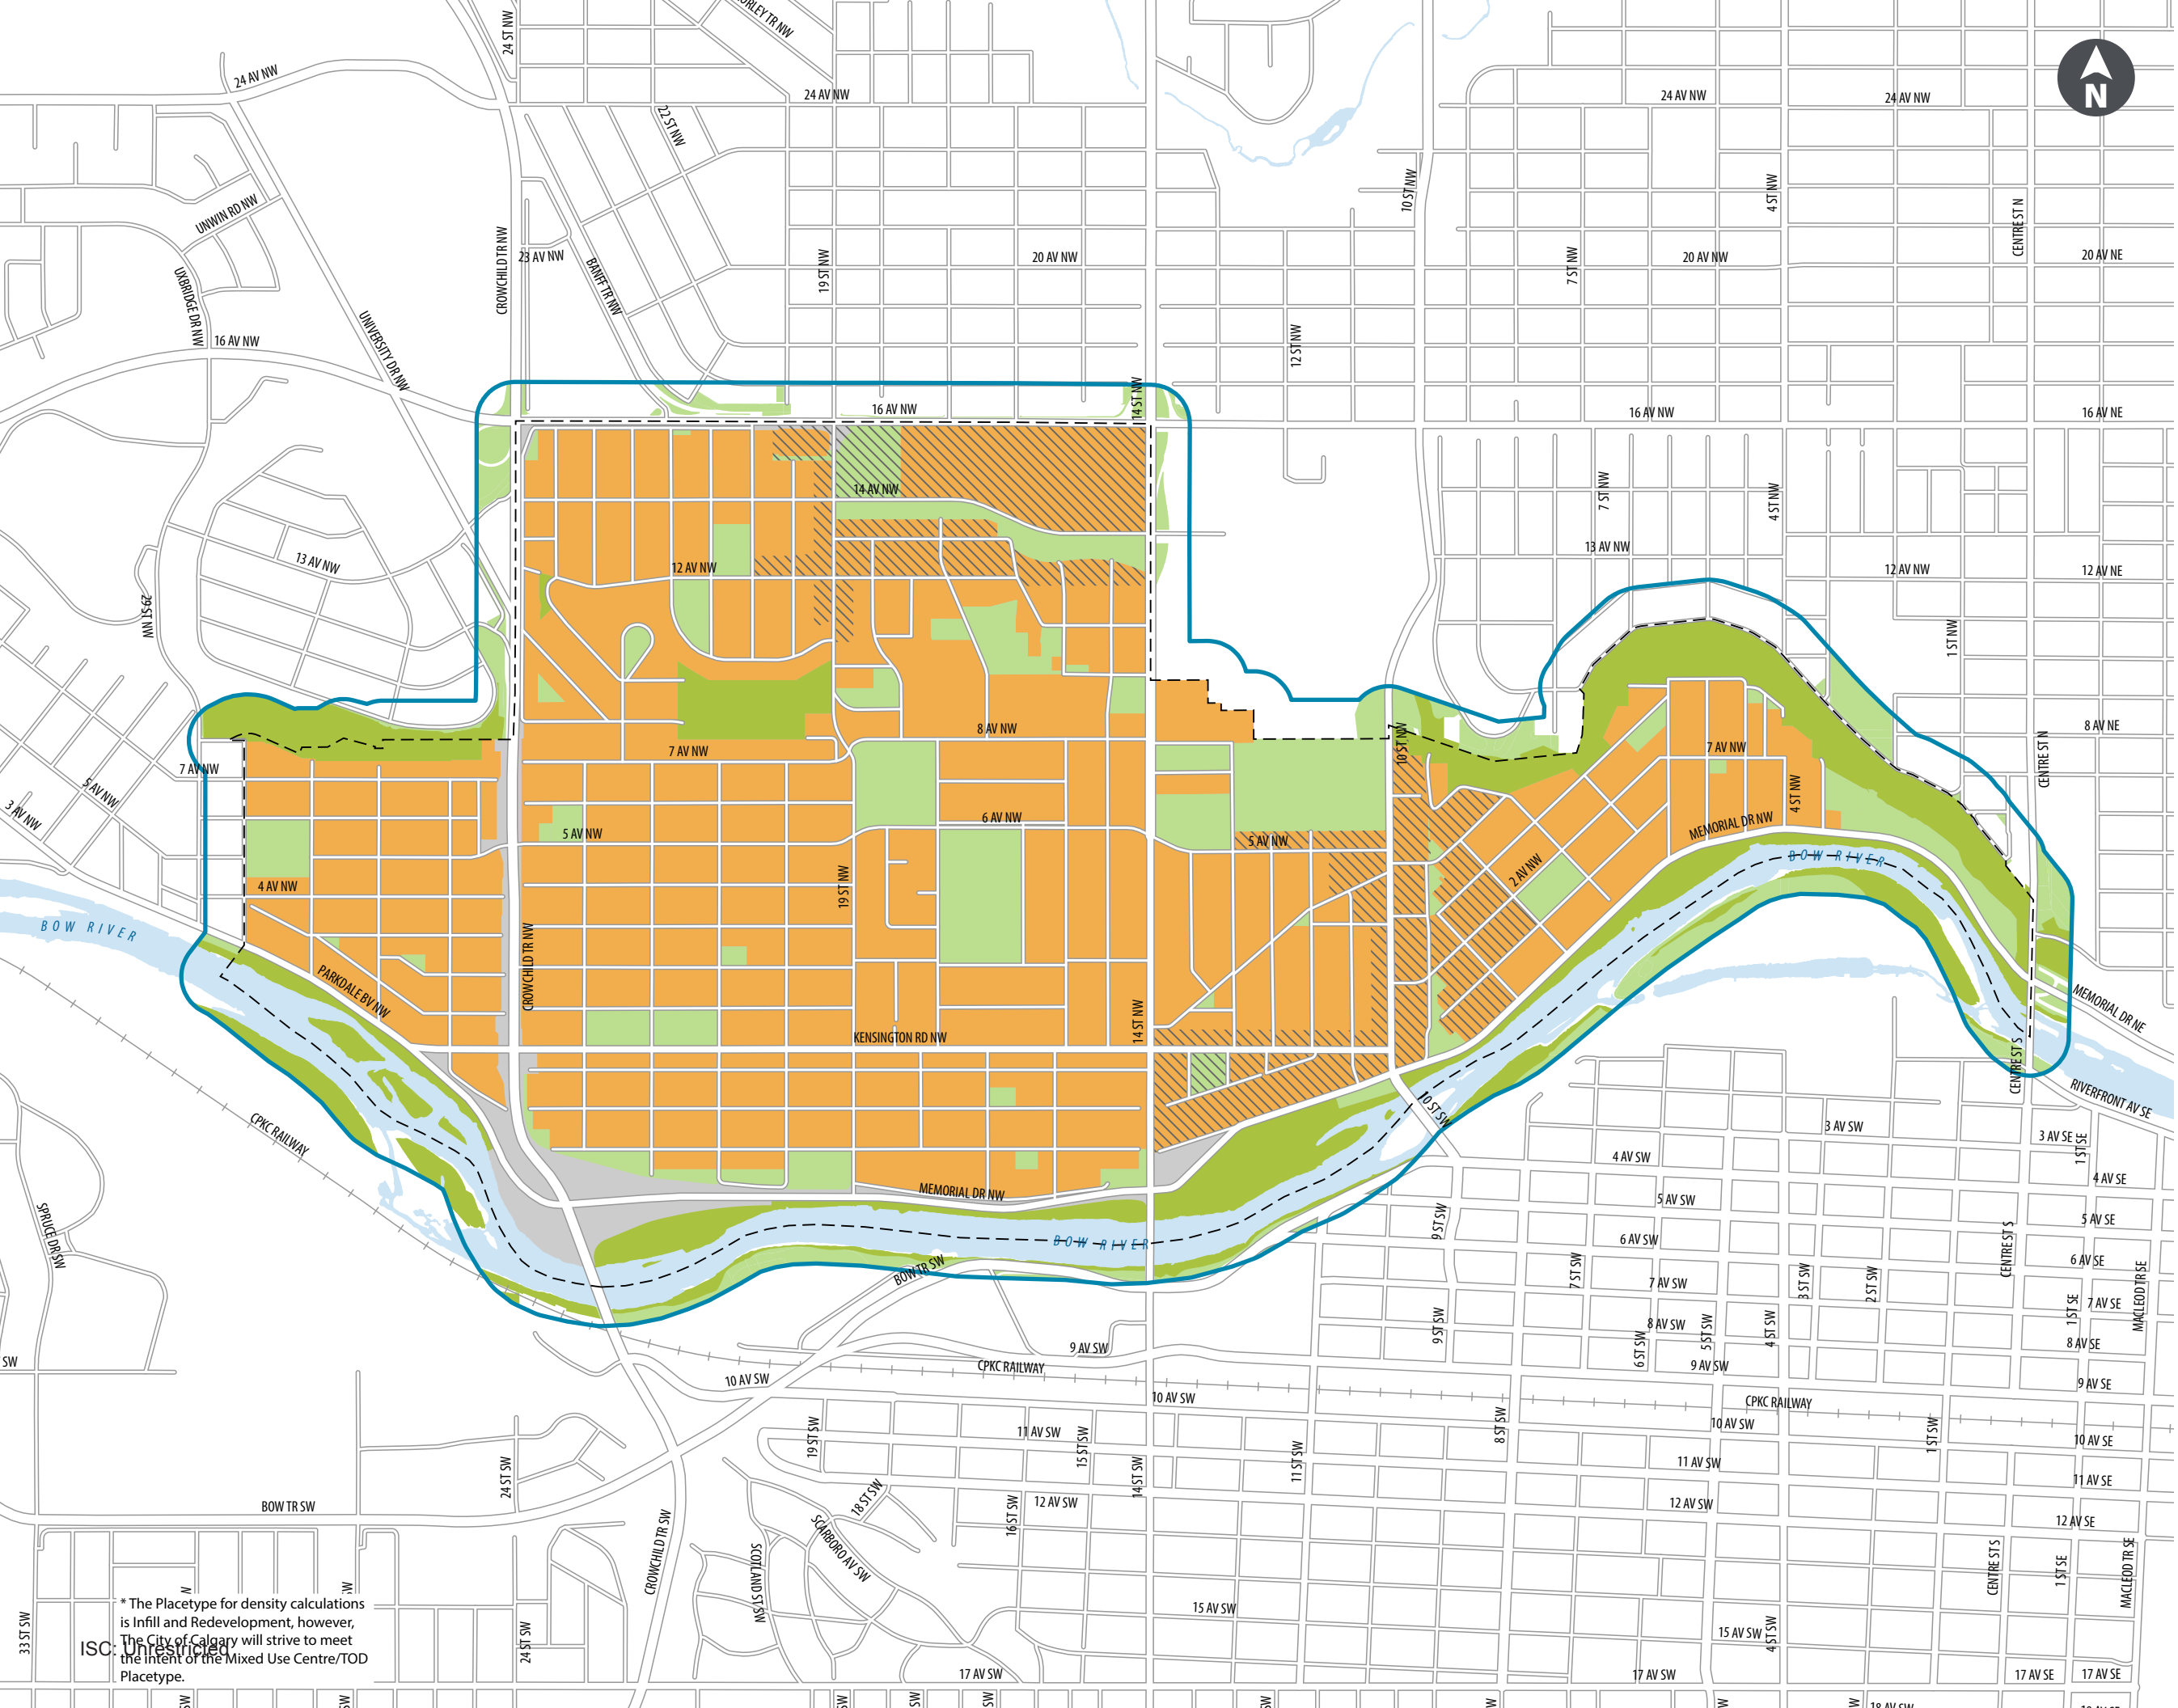 24 ST NW
MORLEY TR NW
N
24 AV NW
24 AV NW
24 AV NW
24 AV NW
22 ST NW
10 ST NW
4 ST NW
UNWIN RD NW
CENTRE ST N
CROWCHILD TR NW
23 AV NW
BANFF TR NW
19 ST NW
20 AV NW
7 ST NW
20 AV NW
20 AV NE
UXBRIDGE DR NW
UNIVERSITY DR NW
16 AV NW
12 ST NW
14 ST NW
16 AV NW
16 AV NW
16 AV NE
14 AV NW
7 ST NW
4 ST NW
13 AV NW
13 AV NW
12 AV NW
12 AV NW
12 AV NE
29 ST NW
1 ST NW
8 AV NW
7 AV NW
7 AV NW
10 ST NW
7 AV NW
8 AV NE
CENTRE ST N
5 AV NW
3 AV NW
6 AV NW
5 AV NW
5 AV NW
4 ST NW
MEMORIAL DR NW
BOW RIVER
2 AV NW
4 AV NW
19 ST NW
BOW RIVER
CROWCHILD TR NW
PARKDALE BV NW
14 ST NW
KENSINGTON RD NW
MEMORIAL DR NE
CENTRE ST S
RIVERFRONT AV SE
10 ST SW
CPKC RAILWAY
3 AV SW
3 AV SE
1 ST SE
4 AV SW
4 AV SE
MEMORIAL DR NW
5 AV SW
5 AV SE
SPRUCE DR SW
9 ST SW
BOW RIVER
6 AV SW
CENTRE ST S
6 AV SE
BOW TR SW
7 ST SW
7 AV SW
3 ST SW
2 ST SW
MACLEOD TR SE
1 ST SE
7 AV SE
9 ST SW
8 AV SW
5 ST SW
4 ST SW
6 ST SW
8 AV SE
9 AV SW
SW
CPKC RAILWAY
9 AV SW
10 AV SW
9 AV SE
10 AV SW
CPKC RAILWAY
10 AV SW
19 ST SW
11 AV SW
15 ST SW
11 ST SW
8 ST SW
1 ST SW
10 AV SE
24 ST SW
14 ST SW
11 AV SW
11 AV SE
BOW TR SW
18 ST SW
12 AV SW
16 ST SW
12 AV SW
12 AV SE
CROWCHILD TR SW
SCOTLAND ST SW
SCARBORO AV SW
CENTRE ST S
1 ST SE
MACLEOD TR SE
* The Placetype for density calculations
is Infill and Redevelopment, however,
The City of Calgary will strive to meet
the intent of the Mixed Use Centre/TOD
Placetype.
ISC: Unrestricted
33 ST SW
24 ST SW
15 AV SW
15 AV SW
4 ST SW
17 AV SW
17 AV SW
17 AV SE
17 AV SE
18 AV SW